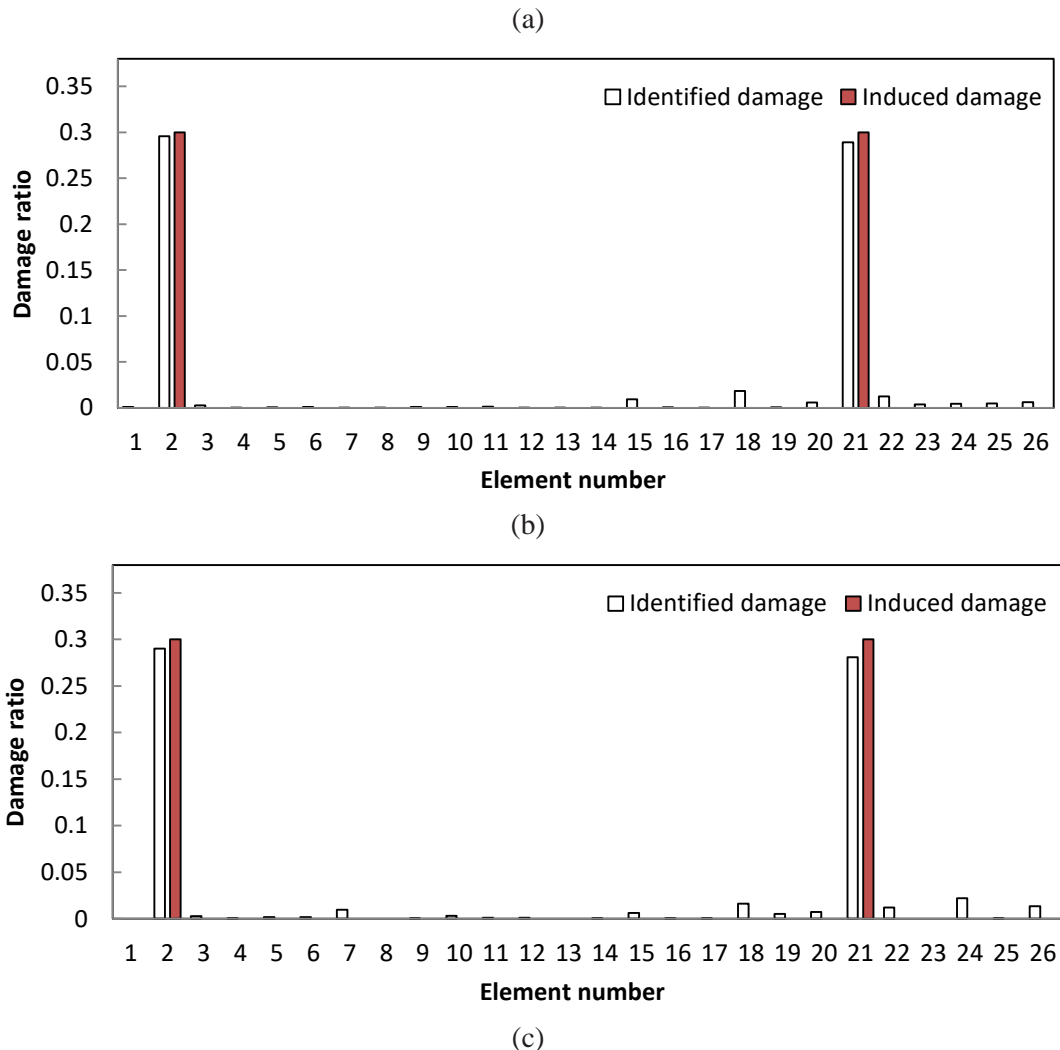 (a)
0.35
0.3
0.25
0.2
0.15
0.1
0.05
0
Damage ratio
Identified damage Induced damage
1 2 3 4 5 6 7 8 9 10 11 12 13 14 15 16 17 18 19 20 21 22 23 24 25 26
Element number
(b)
0.35
0.3
0.25
0.2
0.15
0.1
0.05
0
Damage ratio
Identified damage Induced damage
1 2 3 4 5 6 7 8 9 10 11 12 13 14 15 16 17 18 19 20 21 22 23 24 25 26
Element number
(c)